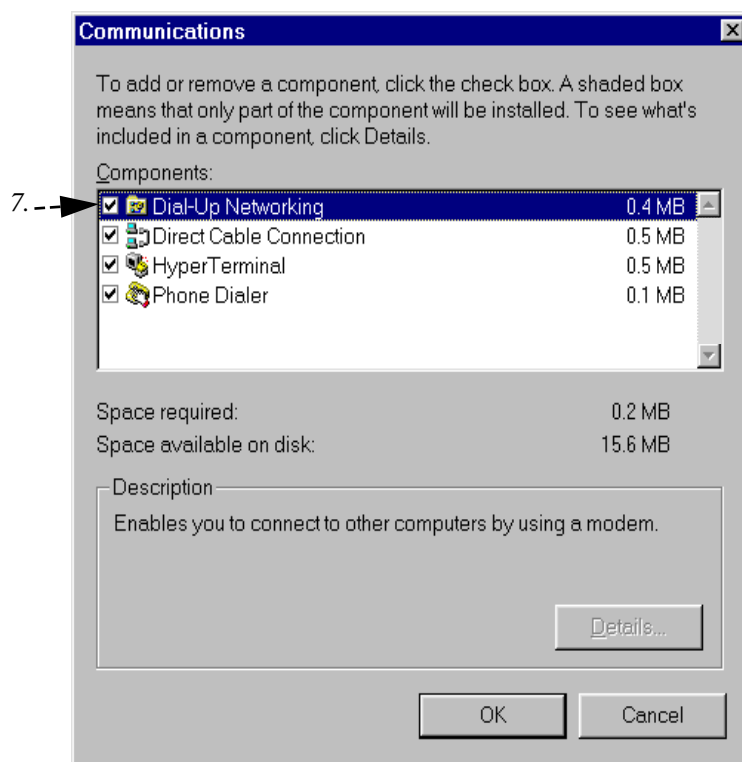 Communications
To add or remove a component, click the check box. A shaded box
means that only part of the component will be installed. To see what's
included in a component, click Details.
Components:
7.
Dial-Up Networking 0.4 MB
Direct Cable Connection 0.5 MB
HyperTerminal 0.5 MB
Phone Dialer 0.1 MB
Space required: 0.2 MB
Space available on disk: 15.6 MB
Description
Enables you to connect to other computers by using a modem.
Details...
OK Cancel